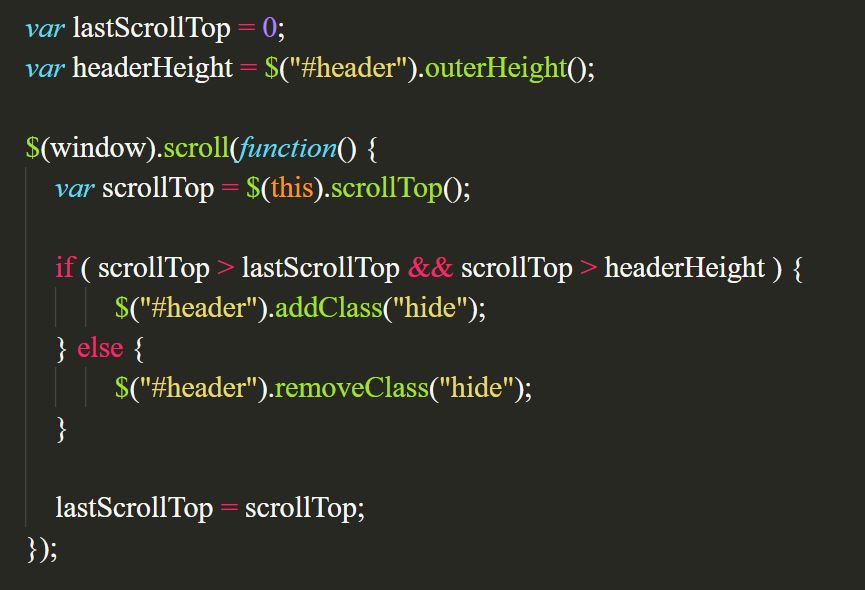 var lastScrollTop = 0;
var headerHeight = $("#header").outerHeight();
$(window).scroll(function() {
var scrollTop = $(this).scrollTop();
if ( scrollTop > lastScrollTop && scrollTop > headerHeight ) {
$("#header").addClass("hide");
} else {
$("#header").removeClass("hide");
}
lastScrollTop = scrollTop;
});